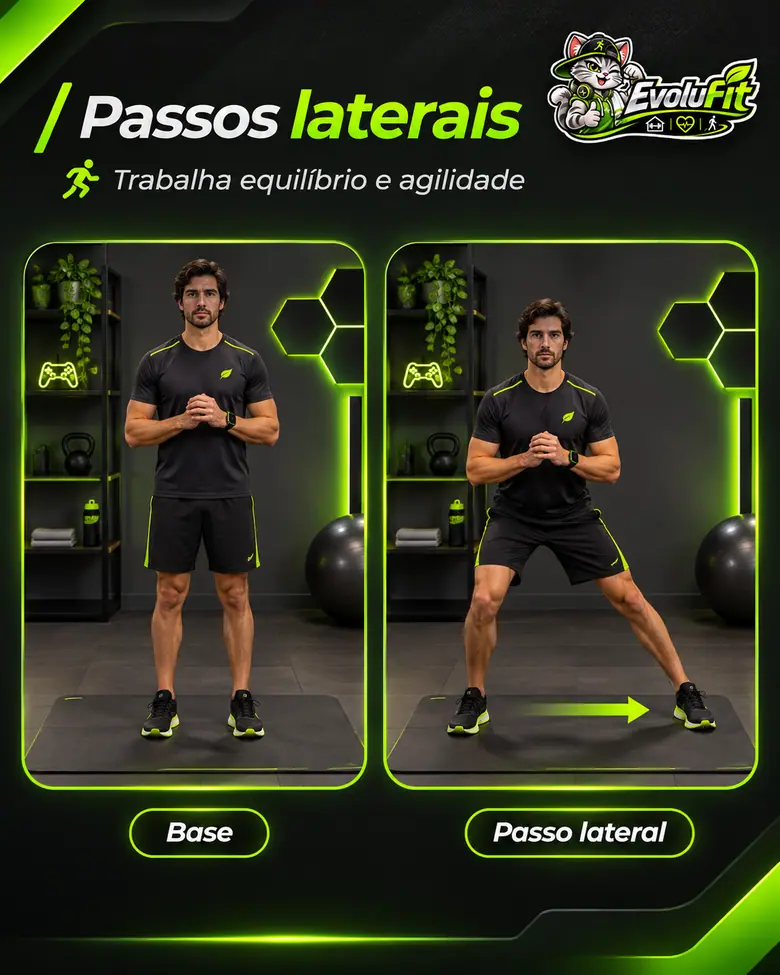 Passos laterais
EvoluFit
Trabalha equilíbrio e agilidade
Base
Passo lateral